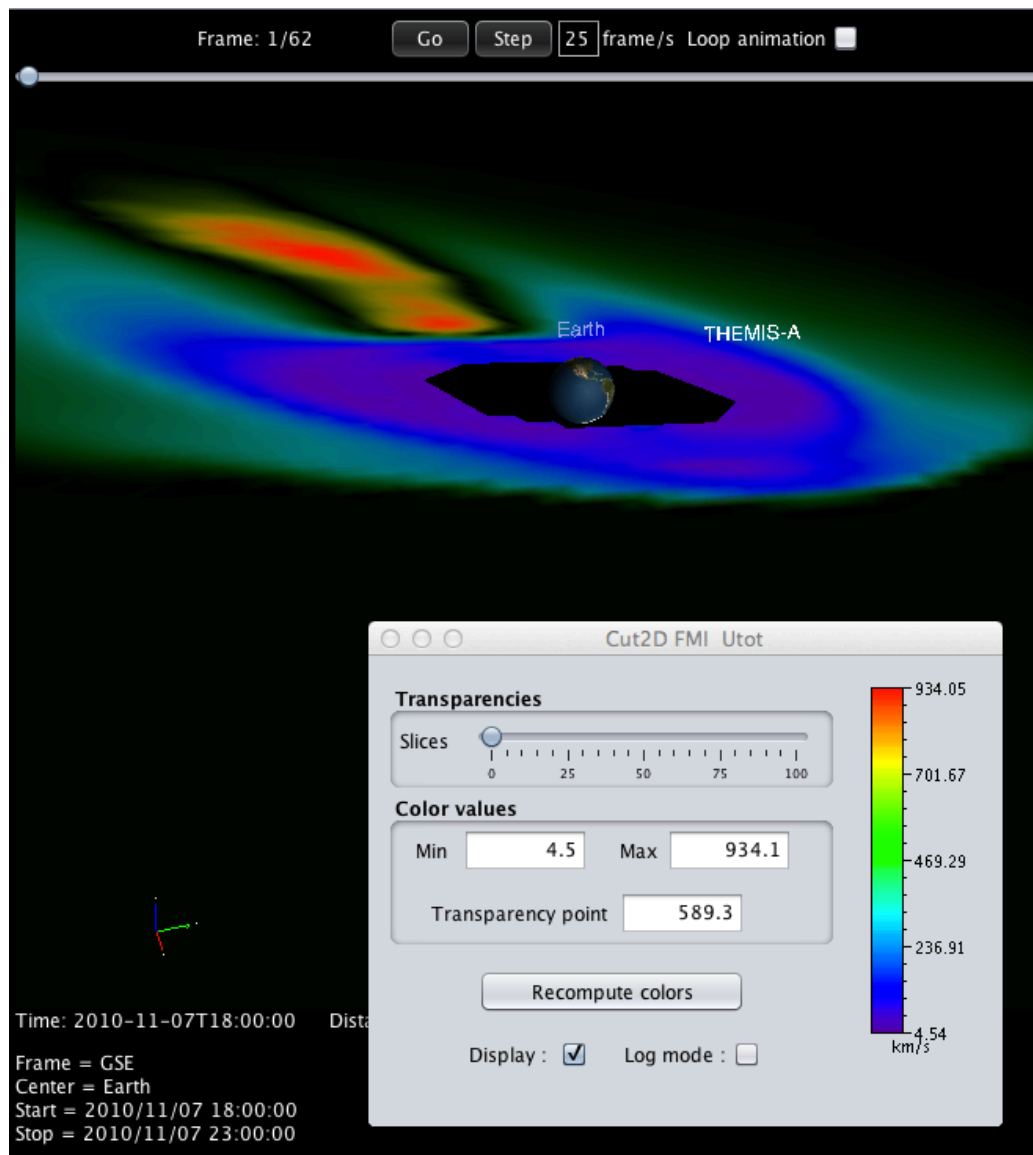 Frame: 1/62 Go Step 25 frame/s Loop animation
Earth
THEMIS-A
Cut2D FMI Utot
Transparencies
Slices
0 25 50 75 100
Color values
Min 4.5 Max 934.1
Transparency point 589.3
Recompute colors
Display : Log mode :
934.05
701.67
469.29
236.91
4.54
km/s
Time: 2010-11-07T18:00:00 Dista
Frame = GSE
Center = Earth
Start = 2010/11/07 18:00:00
Stop = 2010/11/07 23:00:00